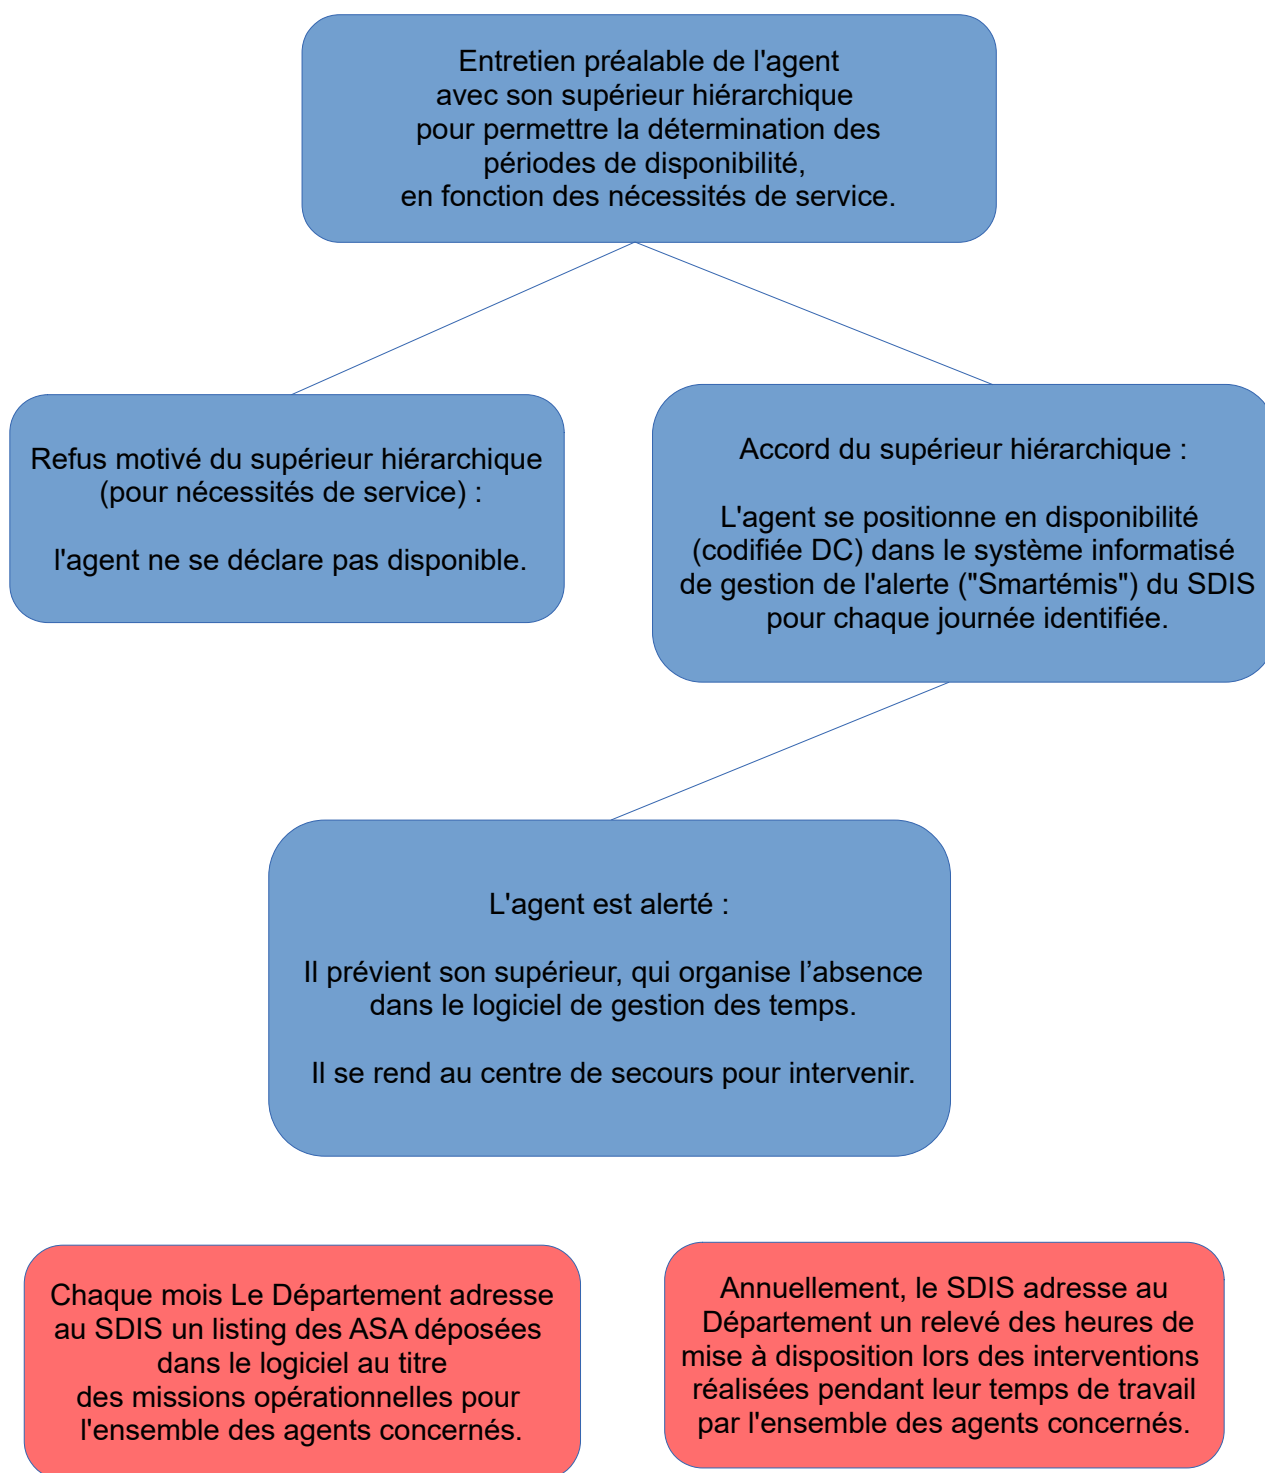 Entretien préalable de l'agent
avec son supérieur hiérarchique
pour permettre la détermination des
périodes de disponibilité,
en fonction des nécessités de service.
Refus motivé du supérieur hiérarchique
(pour nécessités de service) :
l'agent ne se déclare pas disponible.
Accord du supérieur hiérarchique :
L'agent se positionne en disponibilité
(codifiée DC) dans le système informatisé
de gestion de l'alerte ("Smartémis") du SDIS
pour chaque journée identifiée.
L'agent est alerté :
Il prévient son supérieur, qui organise l’absence
dans le logiciel de gestion des temps.
Il se rend au centre de secours pour intervenir.
Chaque mois Le Département adresse
au SDIS un listing des ASA déposées
dans le logiciel au titre
des missions opérationnelles pour
l'ensemble des agents concernés.
Annuellement, le SDIS adresse au
Département un relevé des heures de
mise à disposition lors des interventions
réalisées pendant leur temps de travail
par l'ensemble des agents concernés.